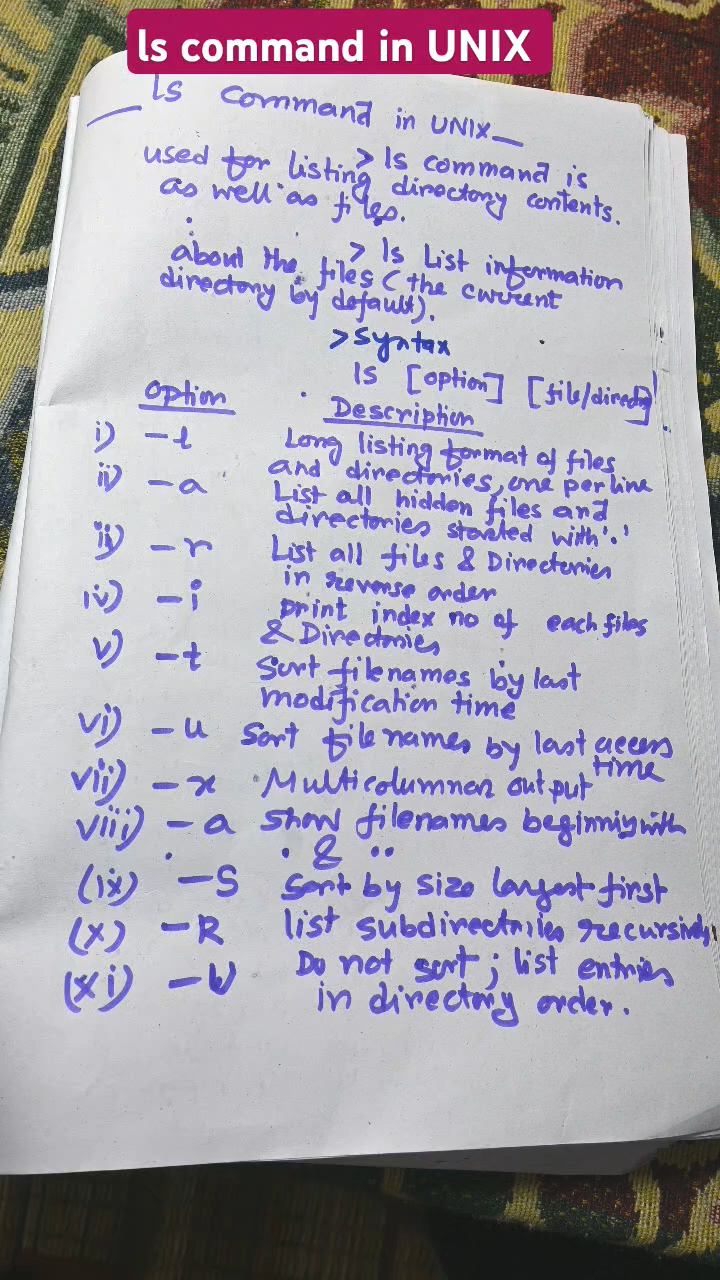 ls command in UNIX
ls Command in UNIX
> ls command is
used for listing directory contents.
as well as files.
> ls List information
about the files (the current
directory by default).
> Syntax
ls [option] [file/directory]
Option Description
i) -l Long listing format of files
and directories, one per line
ii) -a List all hidden files and
directories started with '.'
iii) -r List all files & Directories
in reverse order
iv) -i print index no of each files
& Directories
v) -t Sort filenames by last
modification time
vi) -u Sort file names by last access
time
vii) -x Multicolumnar output
viii) -a show filenames beginning with
. & ..
(ix) -S Sort by size largest first
(x) -R list subdirectories recursively
(xi) -U Do not sort; list entries
in directory order.